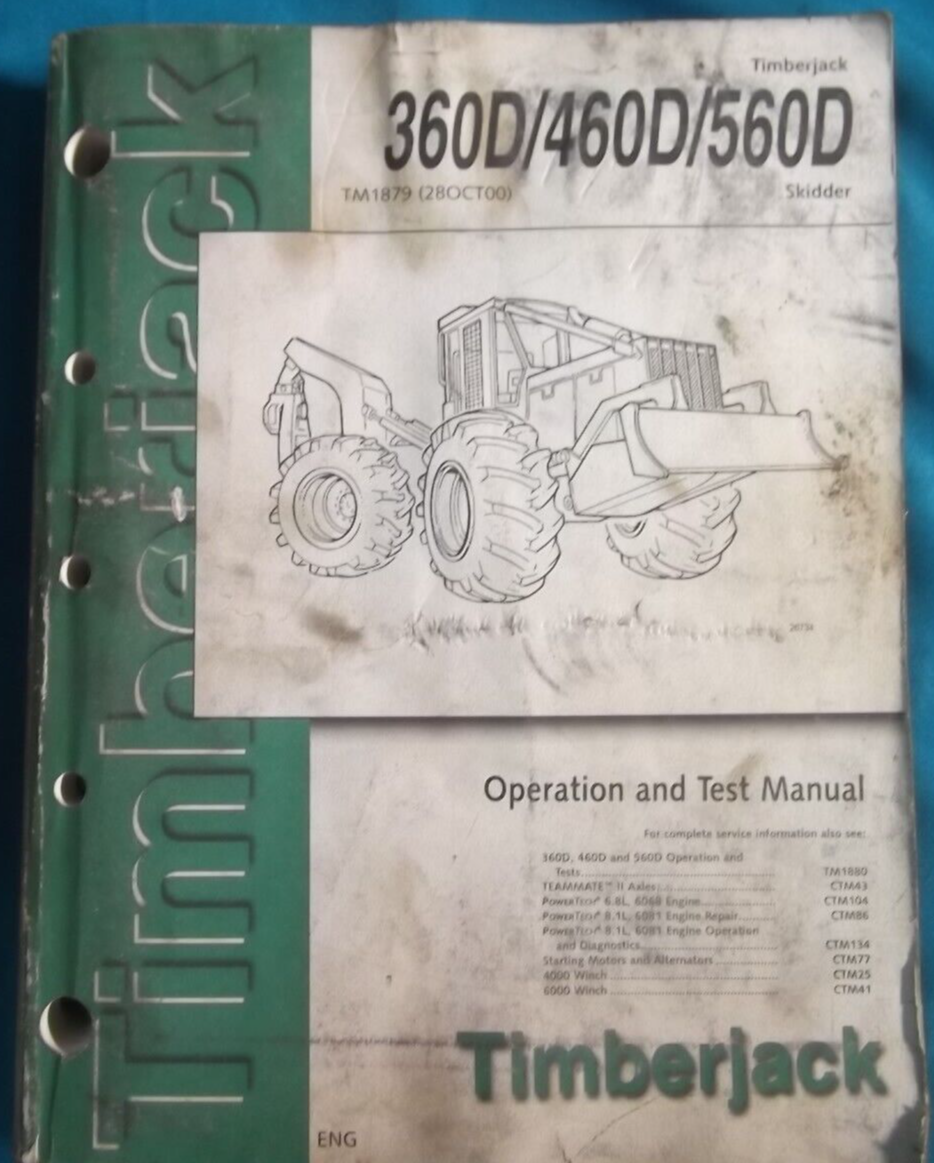 Timberjack
Timberjack
360D/460D/560D
TM1879 (28OCT00)
Skidder
26734
Operation and Test Manual
For complete service information also see:
360D, 460D and 560D Operation and
Tests TM1880
TEAMMATE™ II Axles CTM43
PowerTech® 6.8L, 6068 Engine CTM104
PowerTech® 8.1L, 6081 Engine Repair CTM86
PowerTech® 8.1L, 6081 Engine Operation
and Diagnostics CTM134
Starting Motors and Alternators CTM77
4000 Winch CTM25
6000 Winch CTM41
Timberjack
ENG